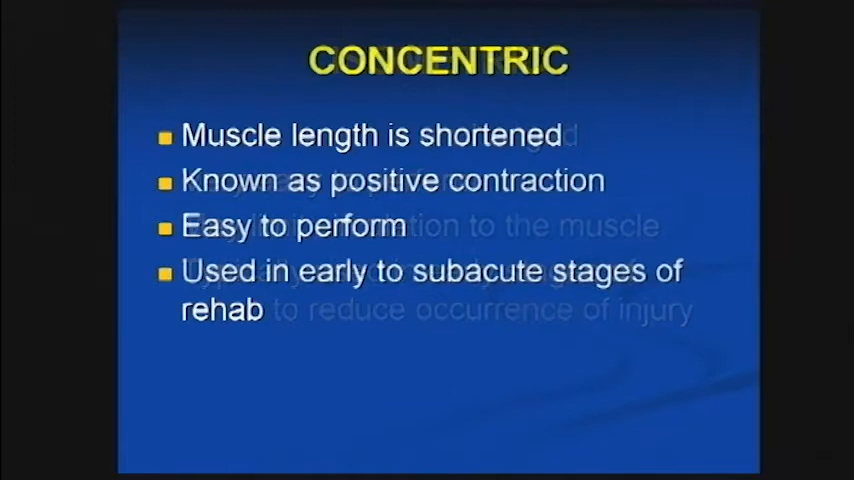 CONCENTRIC
Muscle length is shortened
Known as positive contraction
Easy to perform
Used in early to subacute stages of
rehab